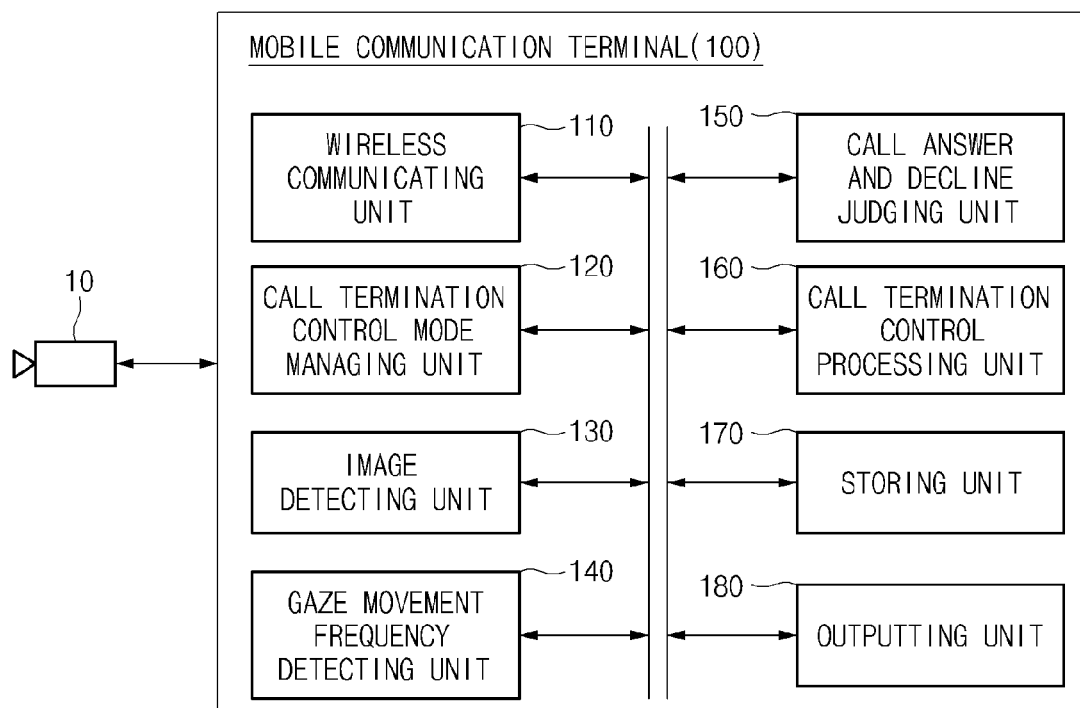 MOBILE COMMUNICATION TERMINAL(100)
110
WIRELESS
COMMUNICATING
UNIT
150
CALL ANSWER
AND DECLINE
JUDGING UNIT
10
120
CALL TERMINATION
CONTROL MODE
MANAGING UNIT
160
CALL TERMINATION
CONTROL
PROCESSING UNIT
130
IMAGE
DETECTING UNIT
170
STORING UNIT
140
GAZE MOVEMENT
FREQUENCY
DETECTING UNIT
180
OUTPUTTING UNIT